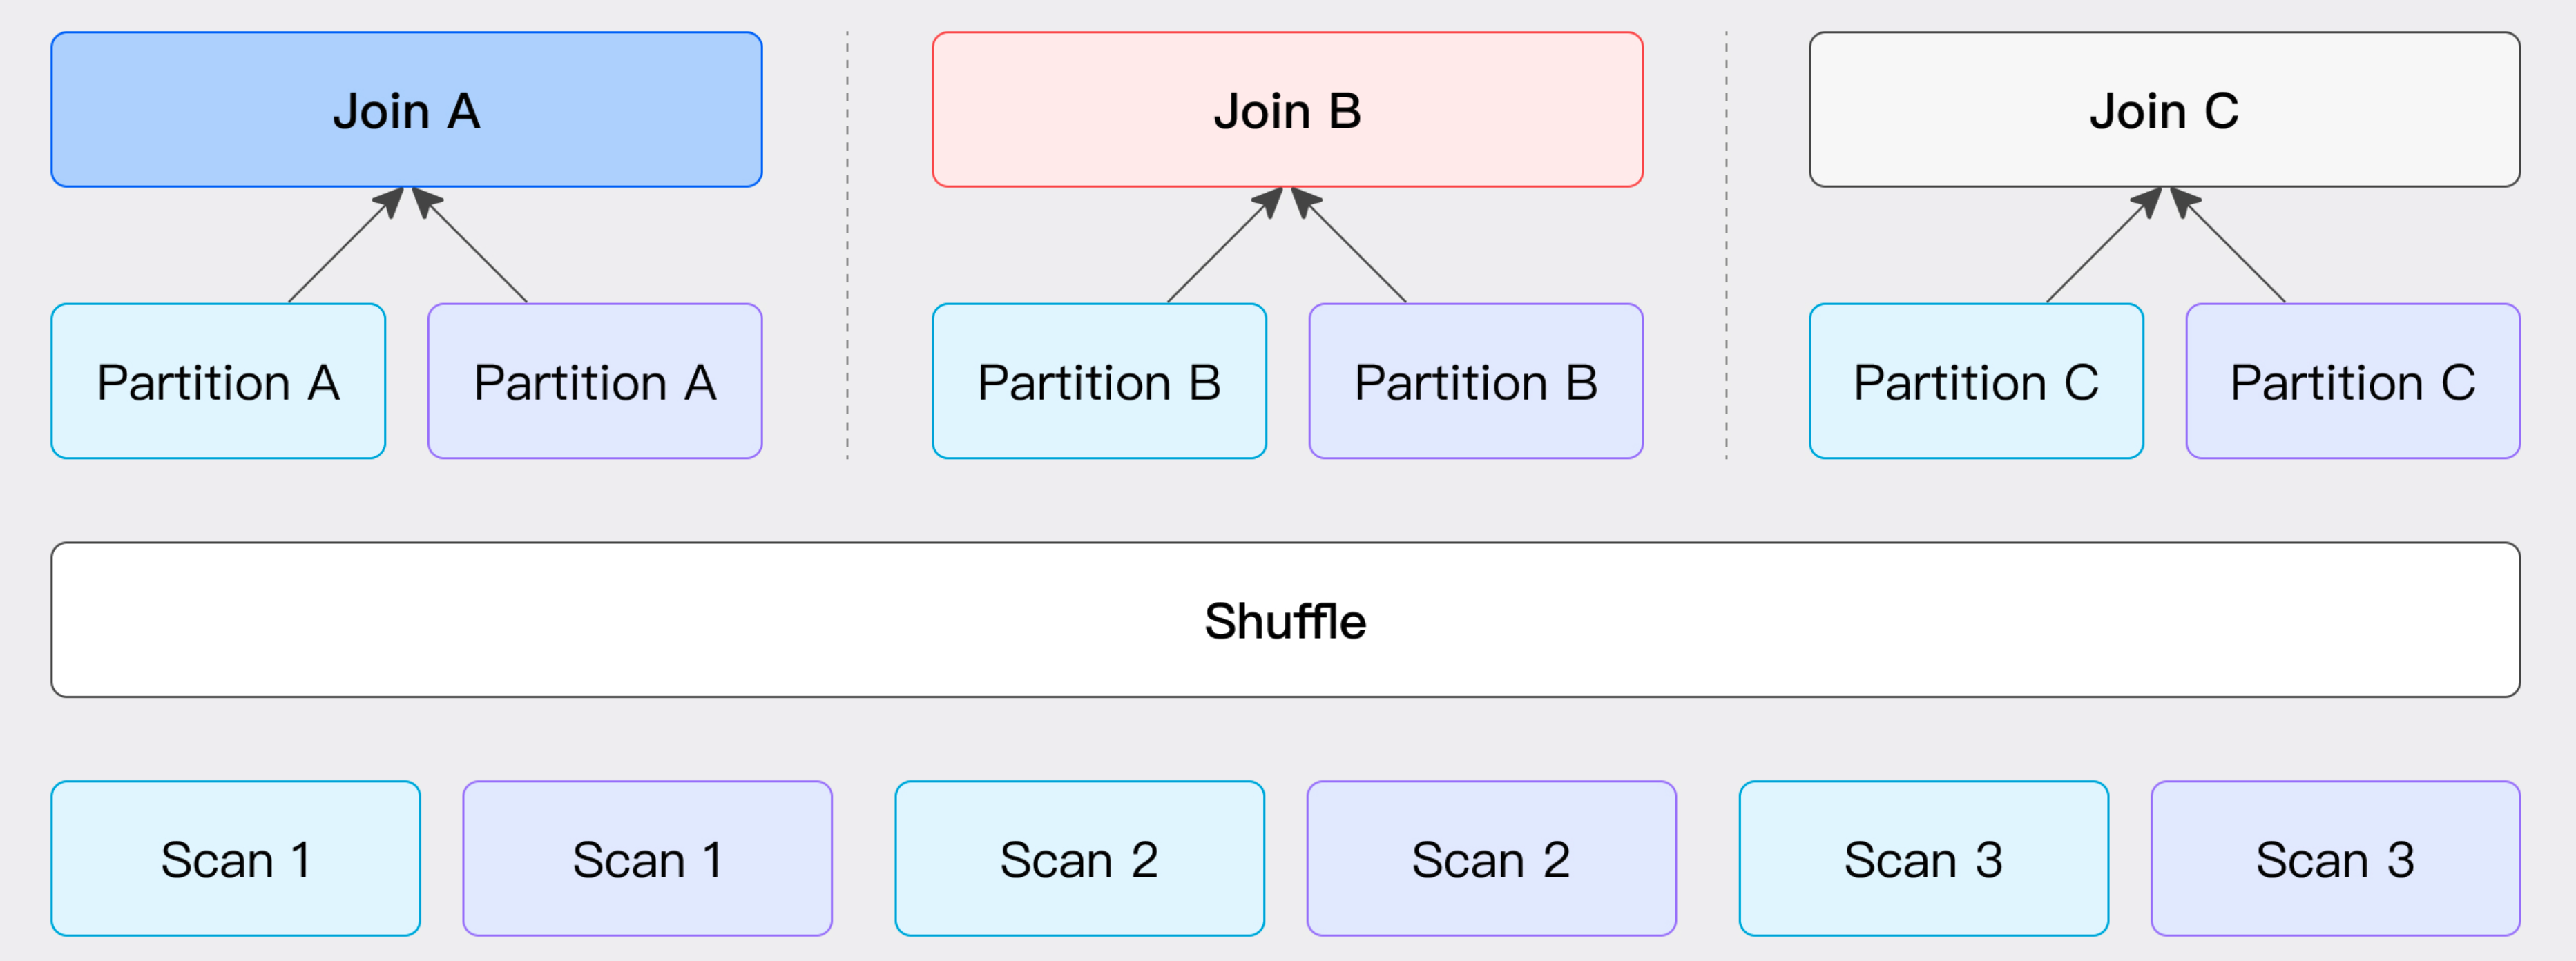 Join A
Join B
Join C
Partition A
Partition A
Partition B
Partition B
Partition C
Partition C
Shuffle
Scan 1
Scan 1
Scan 2
Scan 2
Scan 3
Scan 3